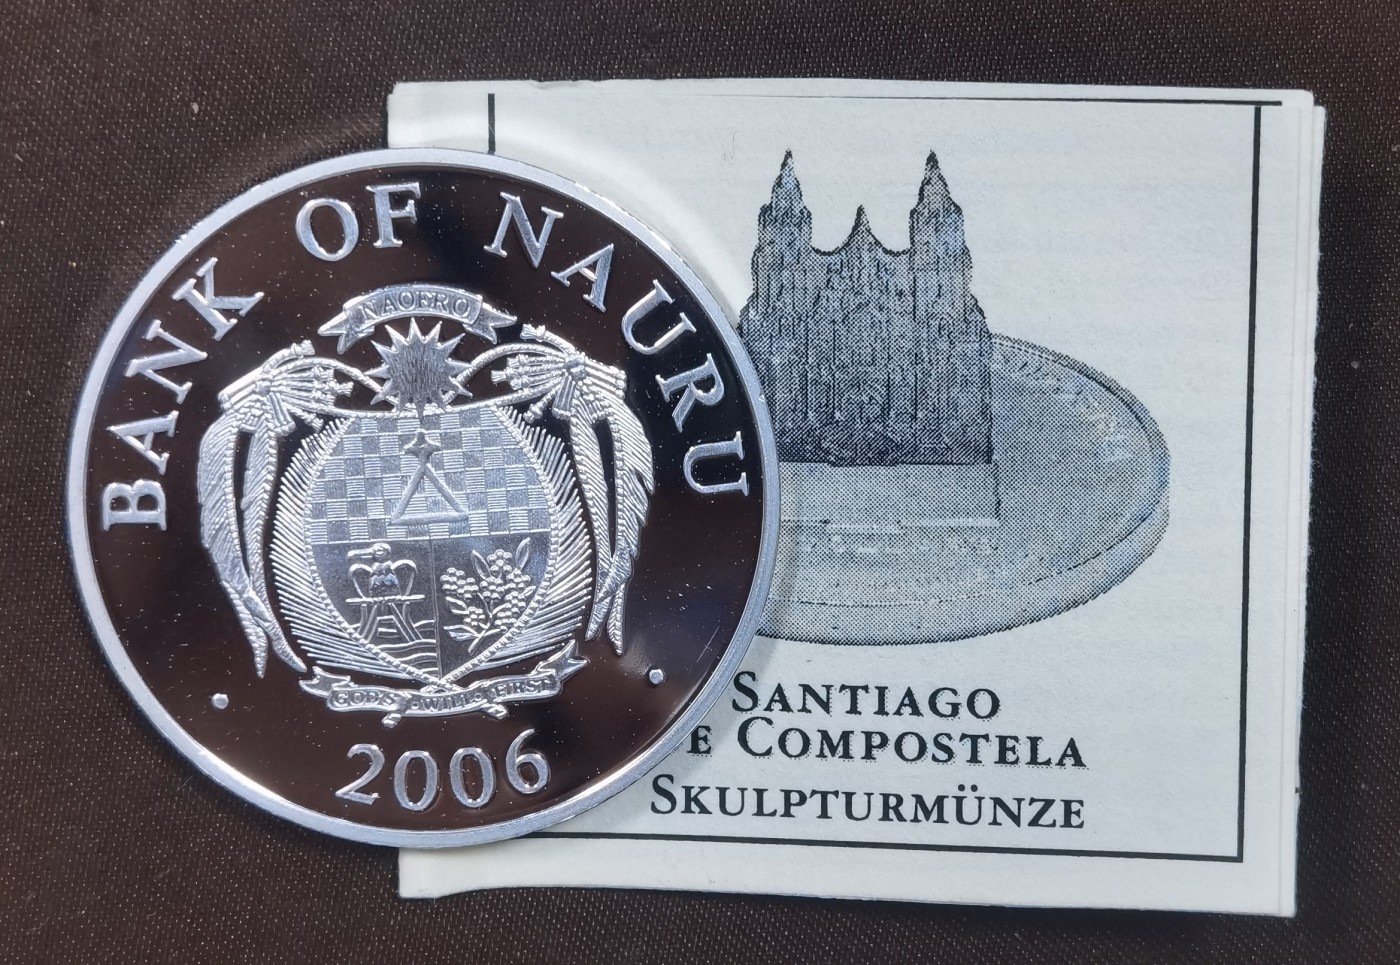 BANK OF NAURU
NAOERO
GOD'S WILL FIRST
2006
SANTIAGO
E COMPOSTELA
SKULPTURMÜNZE